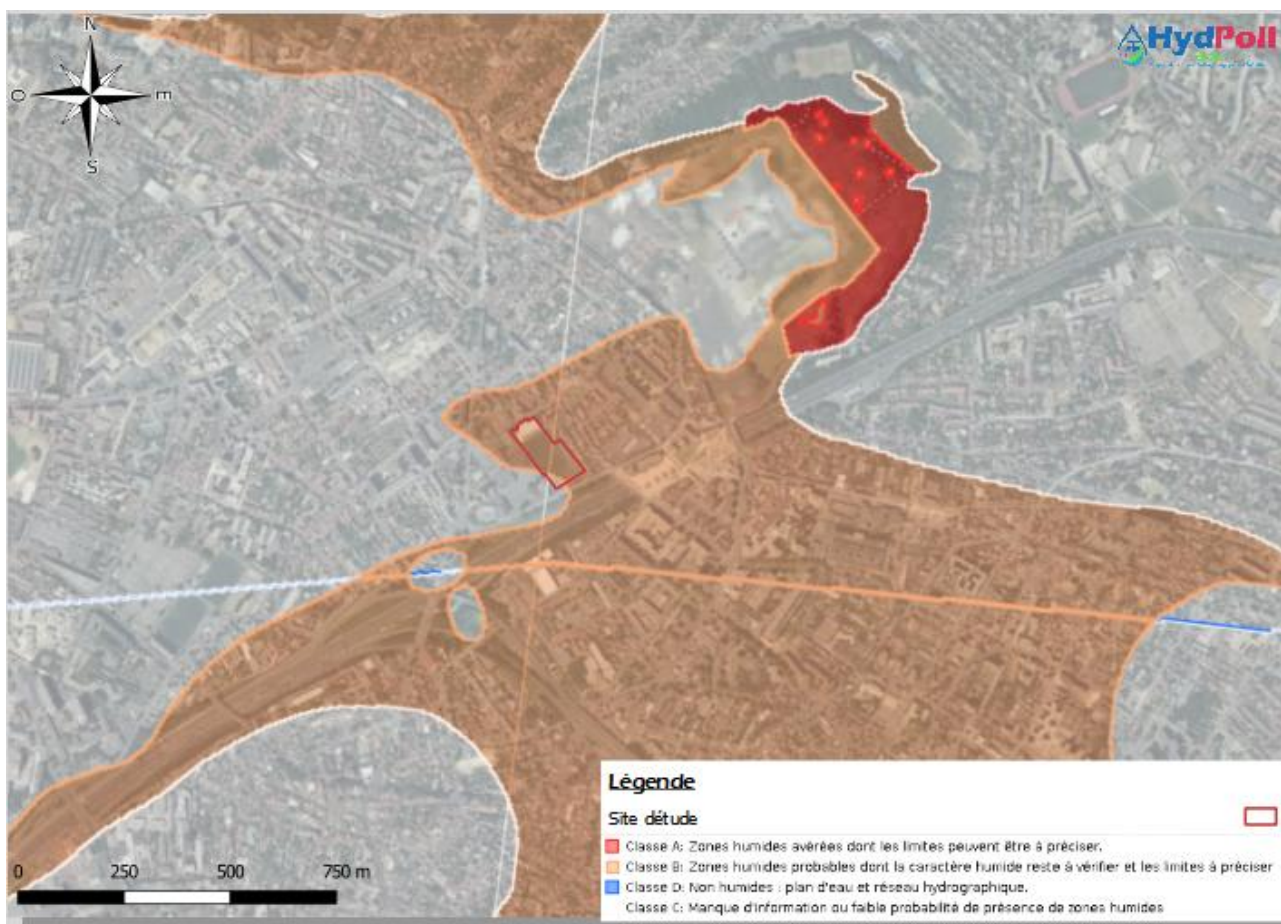 N
HydPoll
O
E
S
Légende
Site détude
Classe A: Zones humides avérées dont les limites peuvent être à préciser.
Classe B: Zones humides probables dont la caractère humide reste à vérifier et les limites à préciser
Classe D: Non humides : plan d'eau et réseau hydrographique.
Classe C: Manque d'information ou faible probabilité de présence de zones humides
0 250 500 750 m